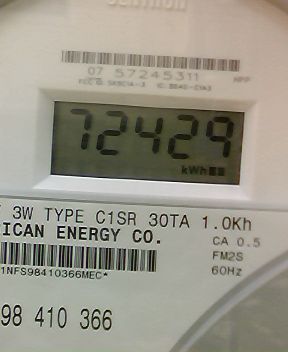 07 57245311
HPP
72429
kWh
3W TYPE C1SR 30TA 1.0Kh
ICAN ENERGY CO.
CA 0.5
FM2S
60Hz
1NFS98410366MEC*
98 410 366